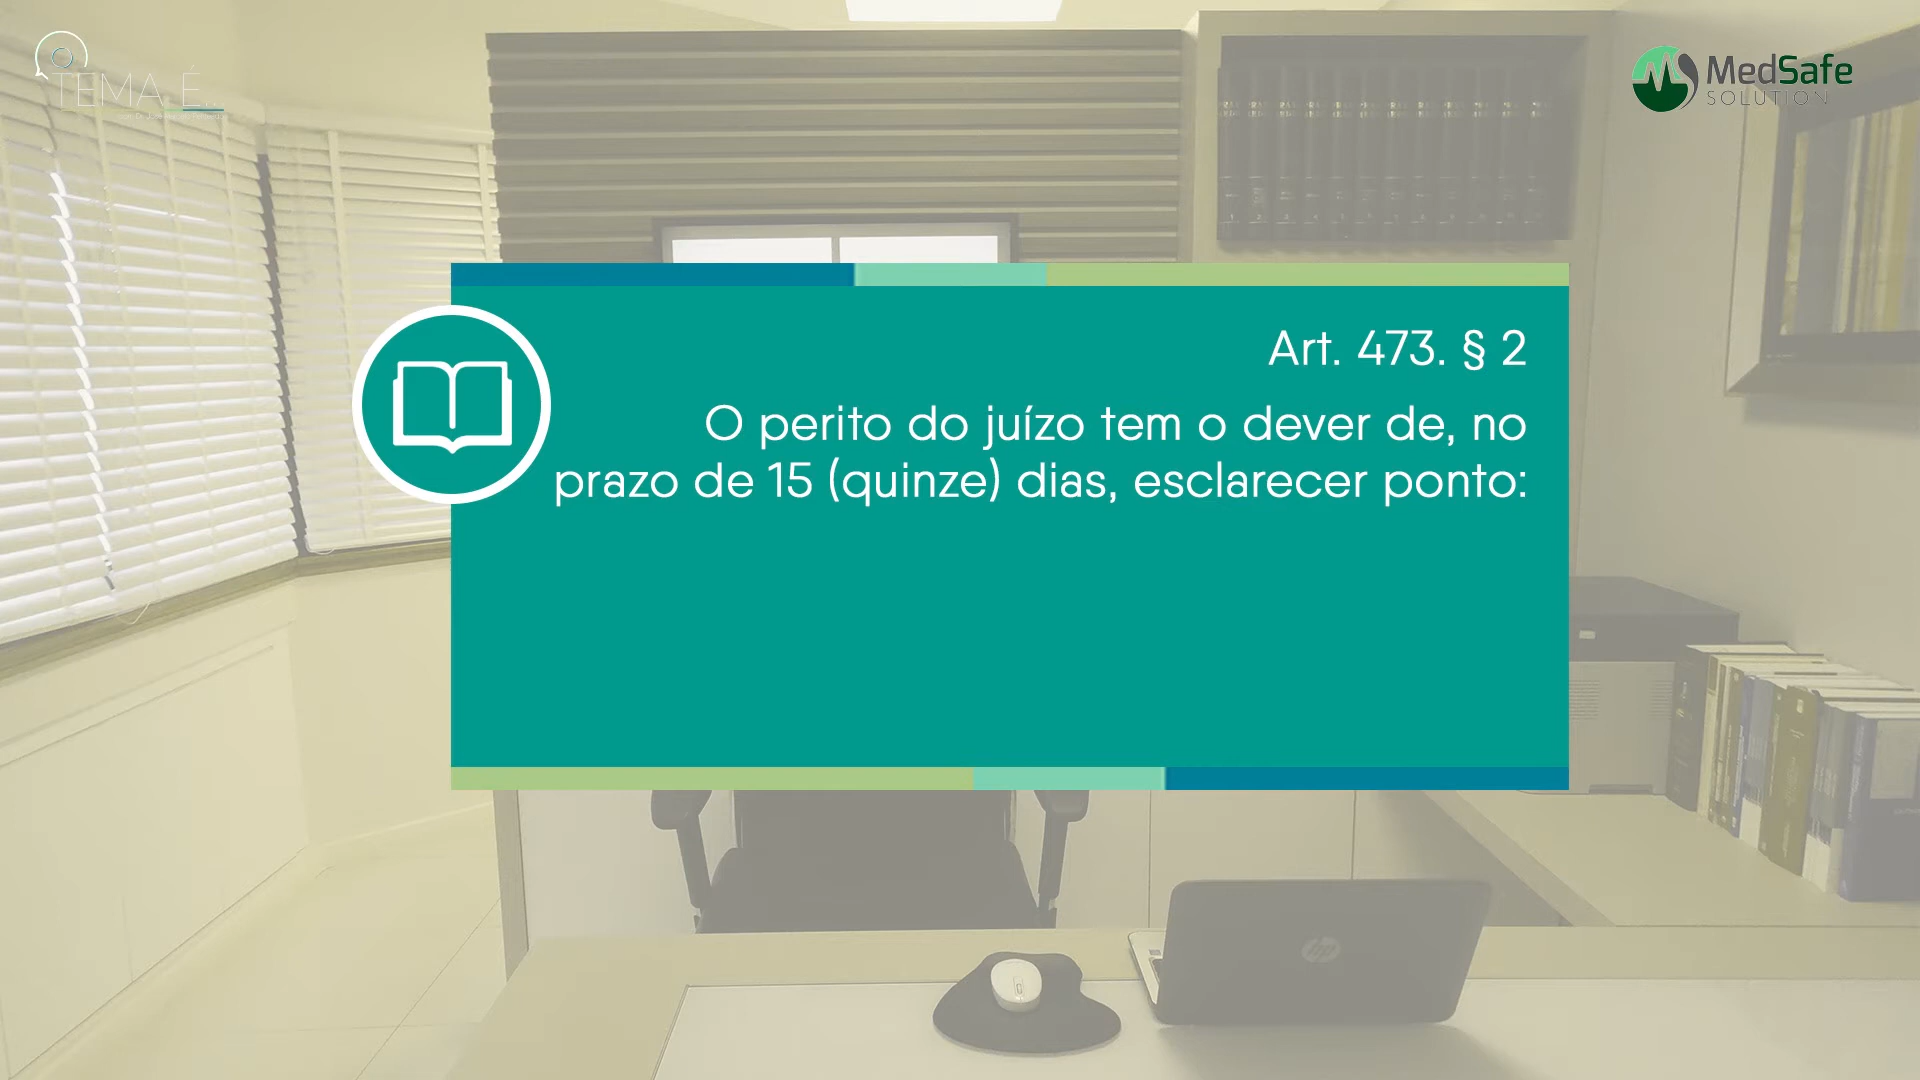 O
TEMA É...
MedSafe
SOLUTION
Art. 473. § 2
O perito do juízo tem o dever de, no
prazo de 15 (quinze) dias, esclarecer ponto:
hp